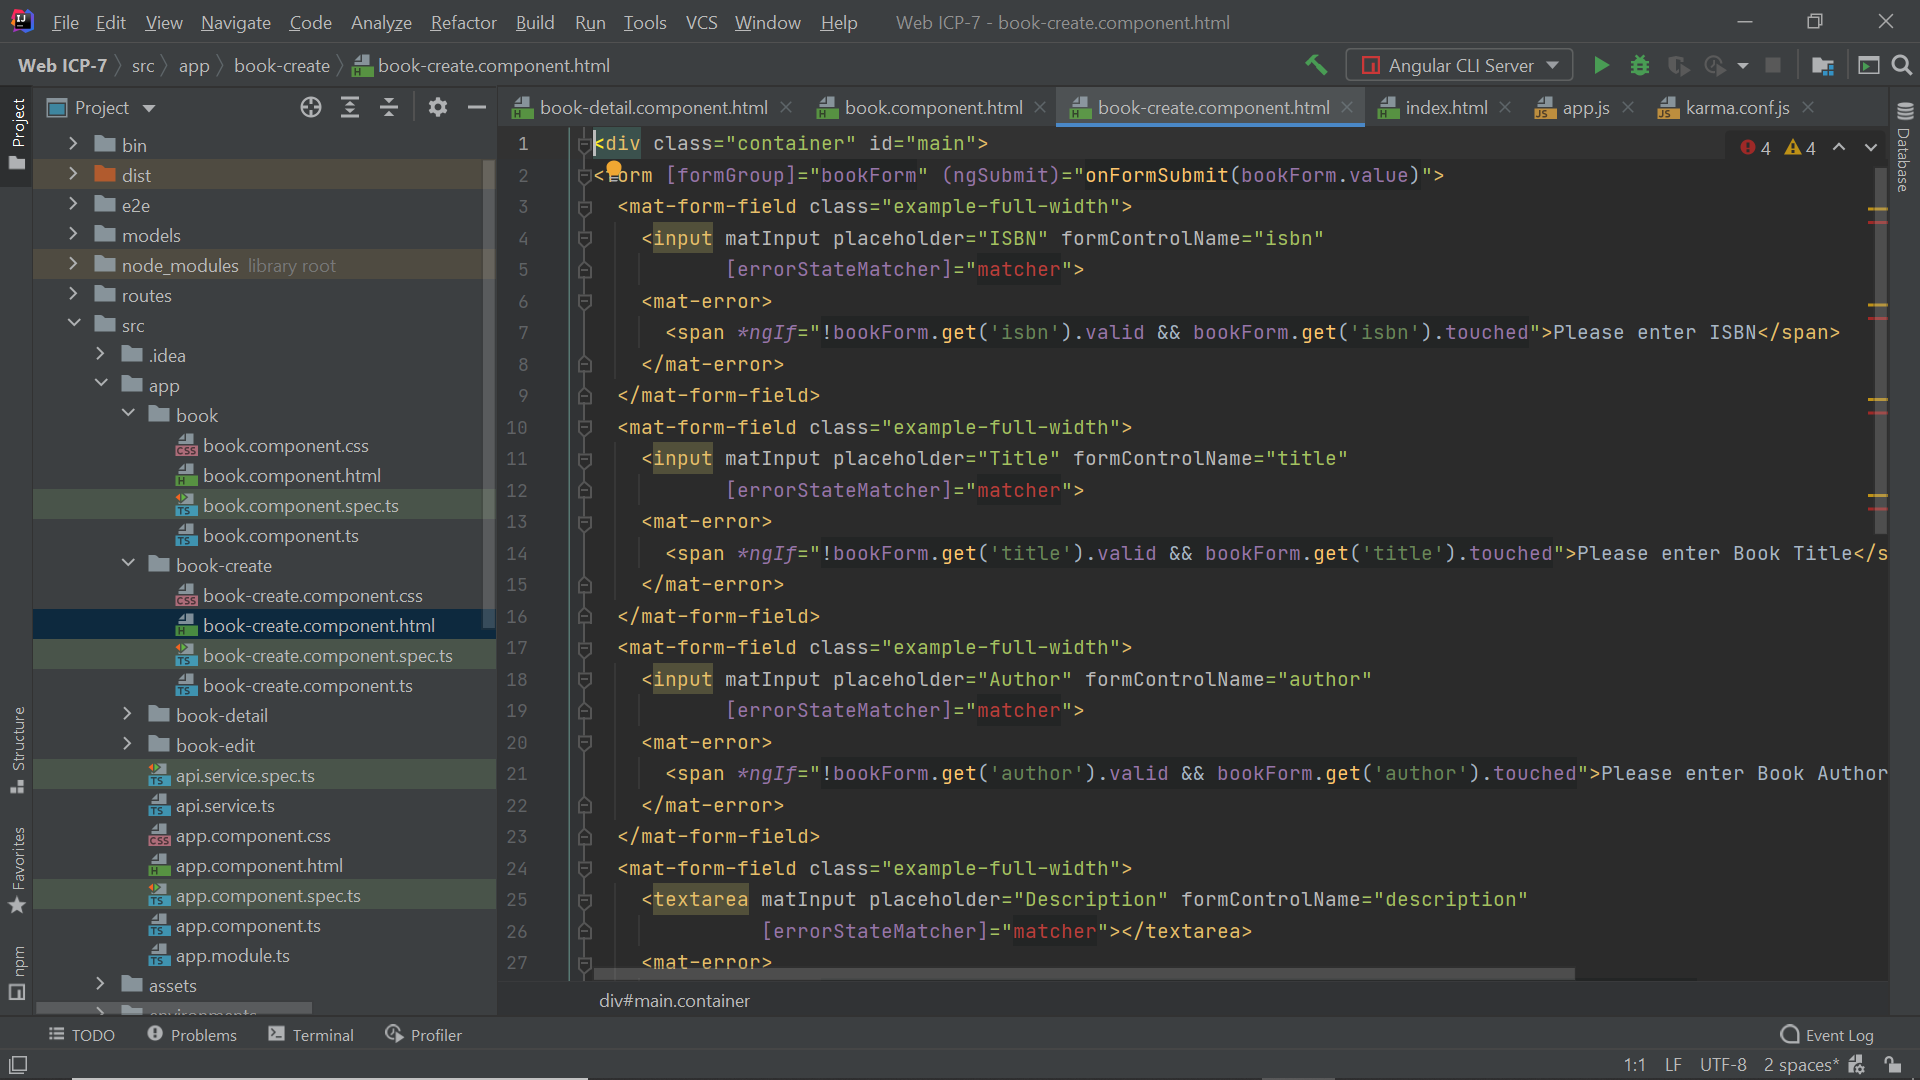 File Edit View Navigate Code Analyze Refactor Build Run Tools VCS Window Help Web ICP-7 - book-create.component.html
Web ICP-7 src app book-create book-create.component.html Angular CLI Server
Project
Project
book-detail.component.html book.component.html book-create.component.html index.html app.js karma.conf.js
Database
bin
dist
e2e
models
node_modules library root
routes
src
.idea
app
book
book.component.css
book.component.html
book.component.spec.ts
book.component.ts
book-create
book-create.component.css
book-create.component.html
book-create.component.spec.ts
book-create.component.ts
book-detail
book-edit
api.service.spec.ts
api.service.ts
app.component.css
app.component.html
app.component.spec.ts
app.component.ts
app.module.ts
assets
environments
Structure
Favorites
npm
4 4
1 <div class="container" id="main">
2 <form [formGroup]="bookForm" (ngSubmit)="onFormSubmit(bookForm.value)">
3 <mat-form-field class="example-full-width">
4 <input matInput placeholder="ISBN" formControlName="isbn"
5 [errorStateMatcher]="matcher">
6 <mat-error>
7 <span *ngIf="!bookForm.get('isbn').valid && bookForm.get('isbn').touched">Please enter ISBN</span>
8 </mat-error>
9 </mat-form-field>
10 <mat-form-field class="example-full-width">
11 <input matInput placeholder="Title" formControlName="title"
12 [errorStateMatcher]="matcher">
13 <mat-error>
14 <span *ngIf="!bookForm.get('title').valid && bookForm.get('title').touched">Please enter Book Title</s
15 </mat-error>
16 </mat-form-field>
17 <mat-form-field class="example-full-width">
18 <input matInput placeholder="Author" formControlName="author"
19 [errorStateMatcher]="matcher">
20 <mat-error>
21 <span *ngIf="!bookForm.get('author').valid && bookForm.get('author').touched">Please enter Book Author
22 </mat-error>
23 </mat-form-field>
24 <mat-form-field class="example-full-width">
25 <textarea matInput placeholder="Description" formControlName="description"
26 [errorStateMatcher]="matcher"></textarea>
27 <mat-error>
div#main.container
TODO Problems Terminal Profiler Event Log
1:1 LF UTF-8 2 spaces*